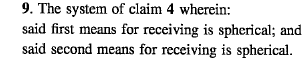 9. The system of claim 4 wherein:
said first means for receiving is spherical; and
said second means for receiving is spherical.